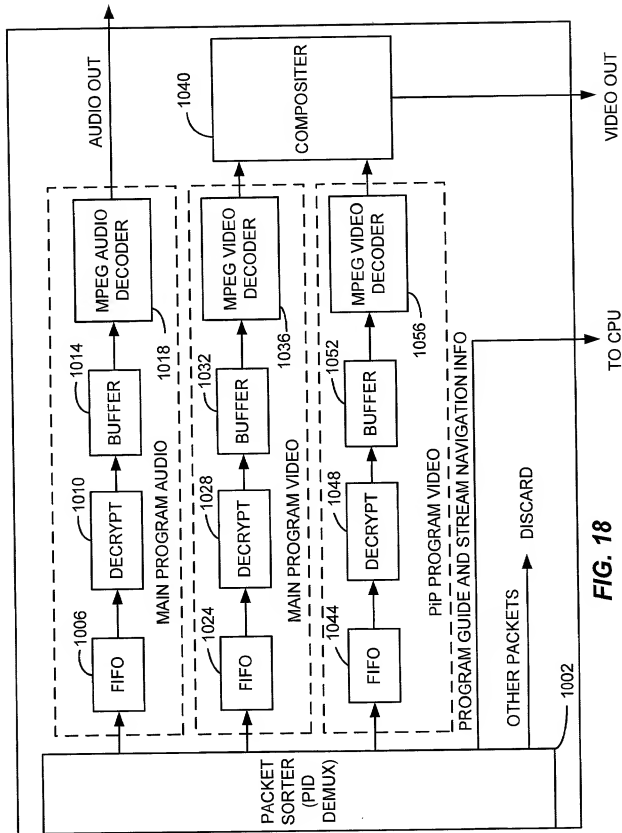 AUDIO OUT
1040
COMPOSITER
VIDEO OUT
1006
FIFO
1010
DECRYPT
1014
BUFFER
MPEG AUDIO
DECODER
1018
MAIN PROGRAM AUDIO
1024
FIFO
1028
DECRYPT
1032
BUFFER
MPEG VIDEO
DECODER
1036
MAIN PROGRAM VIDEO
1044
FIFO
1048
DECRYPT
1052
BUFFER
MPEG VIDEO
DECODER
1056
PiP PROGRAM VIDEO
PROGRAM GUIDE AND STREAM NAVIGATION INFO
TO CPU
OTHER PACKETS
DISCARD
PACKET
SORTER
(PID
DEMUX)
1002
FIG. 18